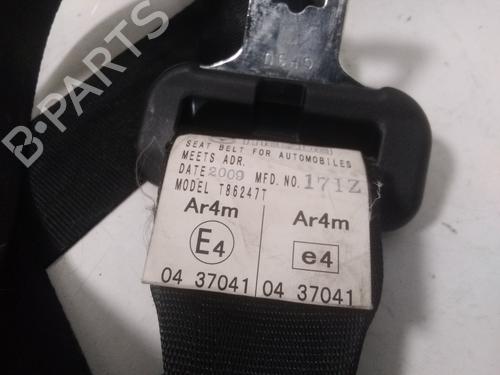 B-PARTS
SEAT BELT FOR AUTOMOBILES
MEETS ADR.
DATE 2009 MFD. NO. 171Z
MODEL T86247T
Ar4m Ar4m
E4 e4
04 37041 04 37041